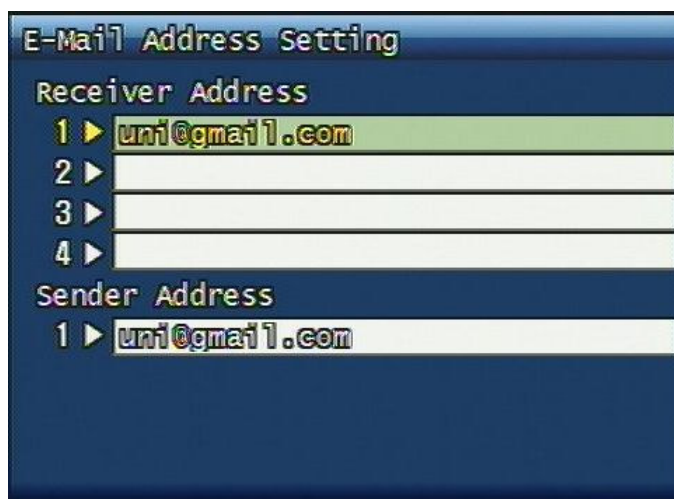 E-Mail Address Setting
Receiver Address
1 uni@gmail.com
2
3
4
Sender Address
1 uni@gmail.com